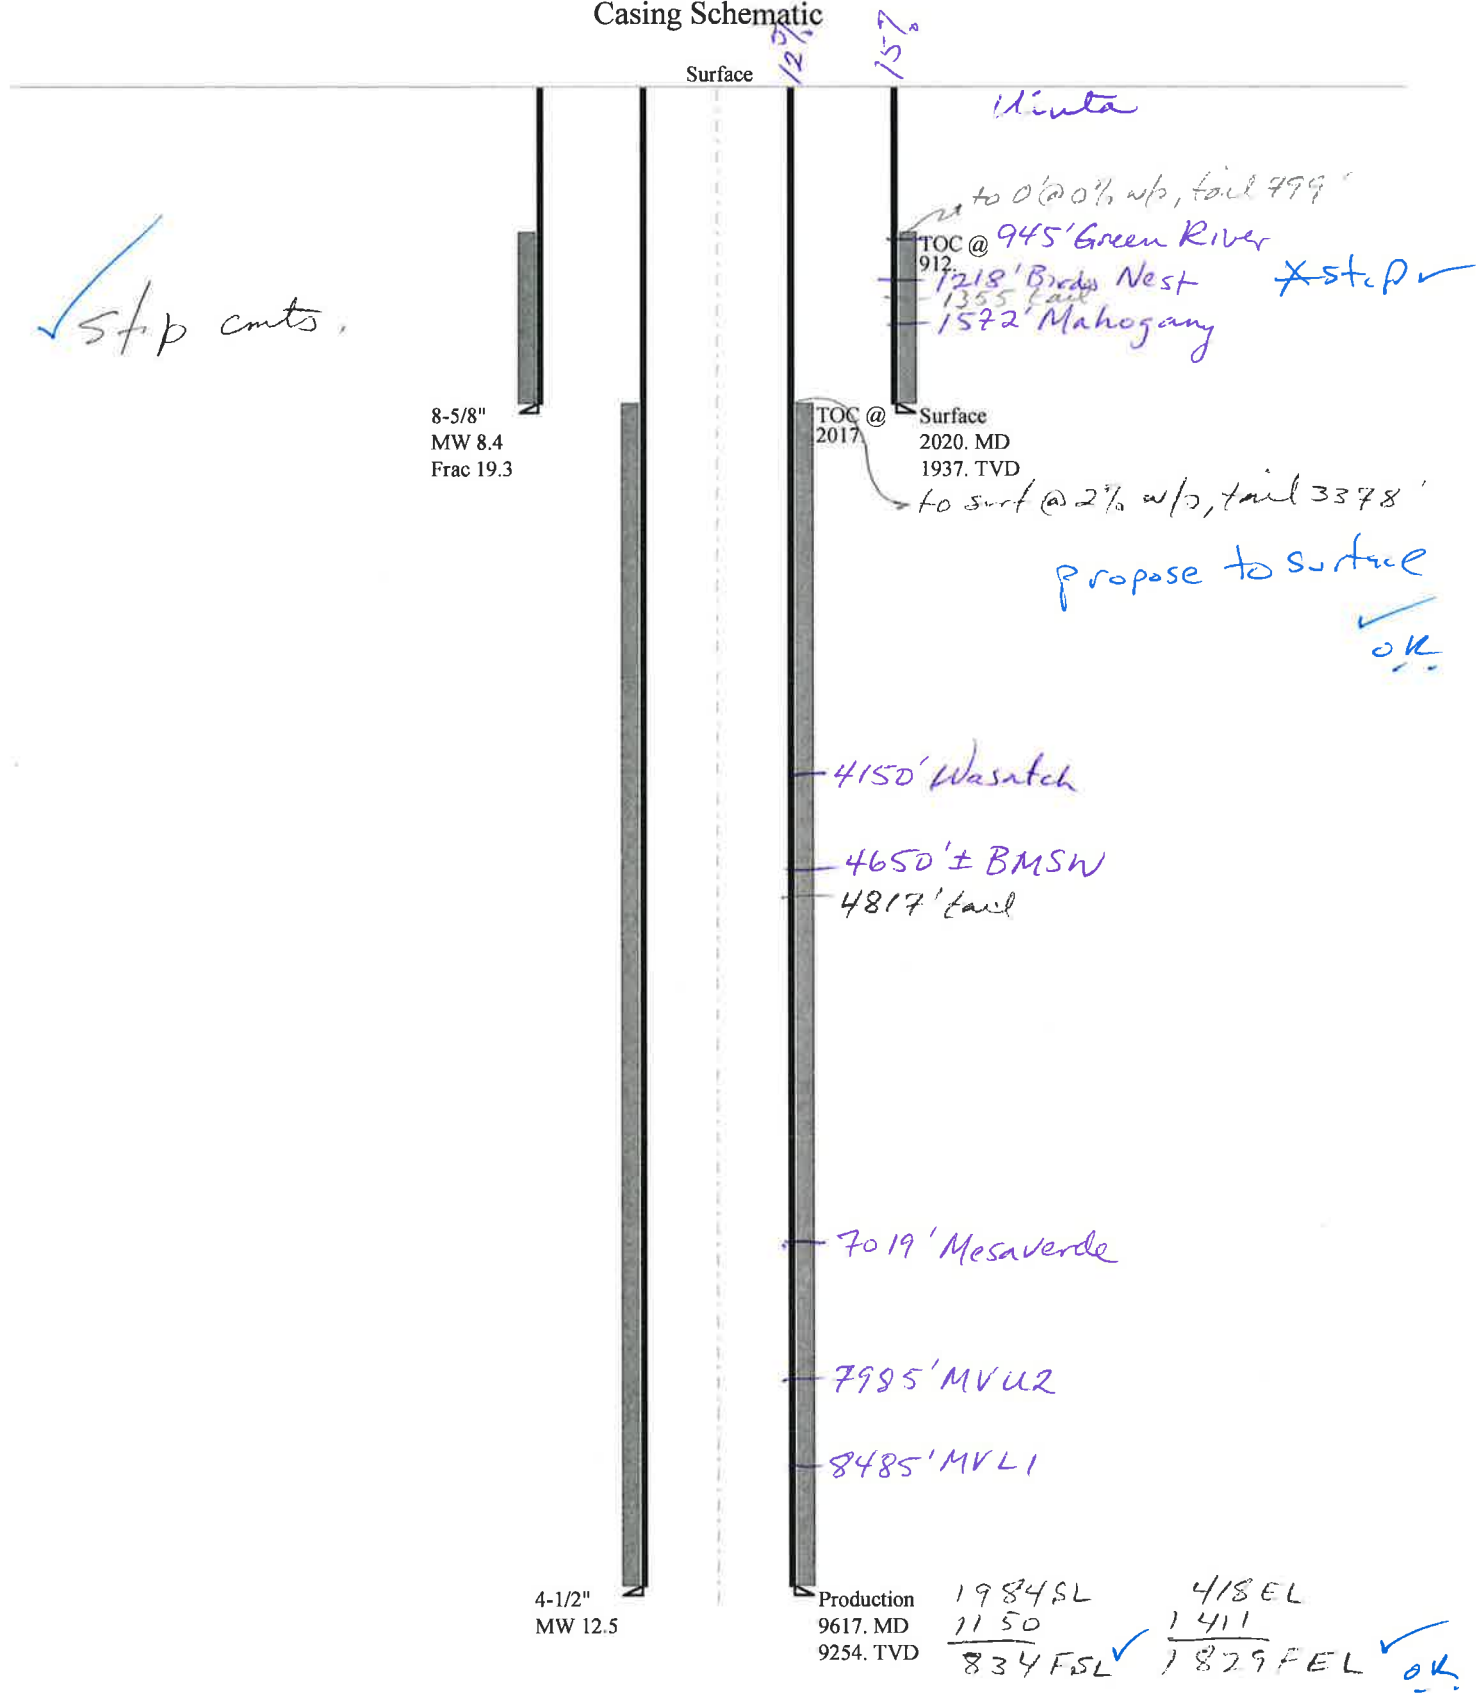 Casing Schematic
12%
15%
Surface
Uinta
to 0' @ 0% w/o, tail 799'
TOC @
912.
945' Green River
1218' Birds Nest
* stip ✓
1355 tail
1572' Mahogany
✓ Stip cmts.
8-5/8"
MW 8.4
Frac 19.3
TOC @
2017.
Surface
2020. MD
1937. TVD
to surf @ 2% w/o, tail 3378'
propose to surface
✓
OK
4150' Wasatch
4650' ± BMSW
4817' tail
7019' Mesaverde
7985' MVU2
8485' MVL1
4-1/2"
MW 12.5
Production
9617. MD
9254. TVD
1984 SL
1150
834 FSL ✓
418 EL
1411
1829 FEL ✓ OK